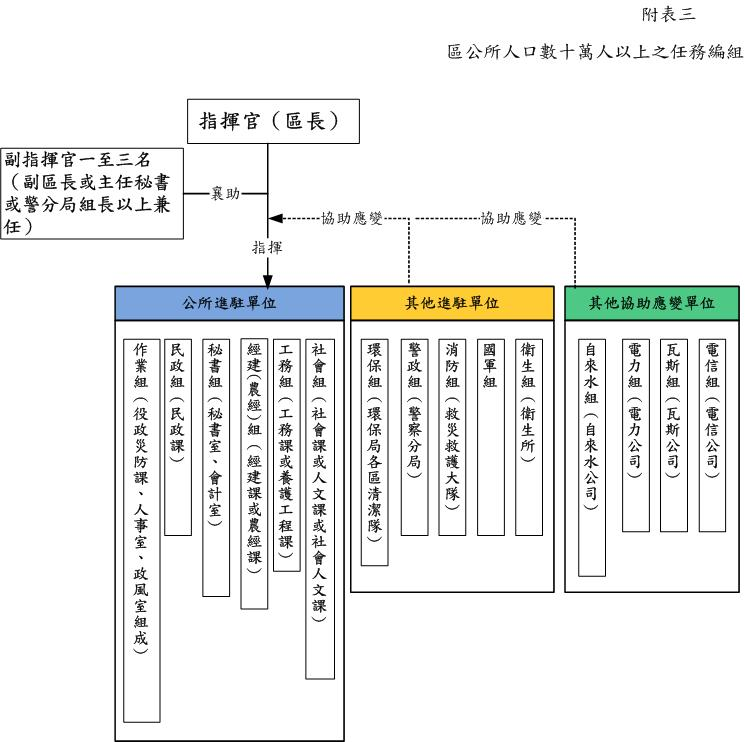 附表三
區公所人口數十萬人以上之任務編組
指揮官（區長）
副指揮官一至三名
（副區長或主任秘書
或警分局組長以上兼
任）
襄助
協助應變
協助應變
指揮
公所進駐單位
作業組（役政災防課、人事室、政風室組成）
民政組（民政課）
秘書組（秘書室、會計室）
經建(農經)組（經建課或農經課）
工務組（工務課或養護工程課）
社會組（社會課或人文課或社會人文課）
其他進駐單位
環保組（環保局各區清潔隊）
警政組（警察分局）
消防組（救災救護大隊）
國軍組
衛生組（衛生所）
其他協助應變單位
自來水組（自來水公司）
電力組（電力公司）
瓦斯組（瓦斯公司）
電信組（電信公司）